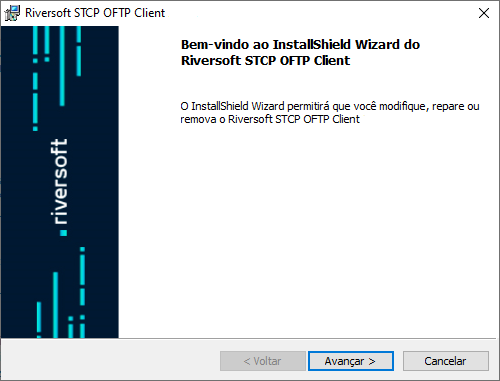 Riversoft STCP OFTP Client
Bem-vindo ao InstallShield Wizard do
Riversoft STCP OFTP Client
O InstallShield Wizard permitirá que você modifique, repare ou
remova o Riversoft STCP OFTP Client
riversoft
< Voltar
Avançar >
Cancelar